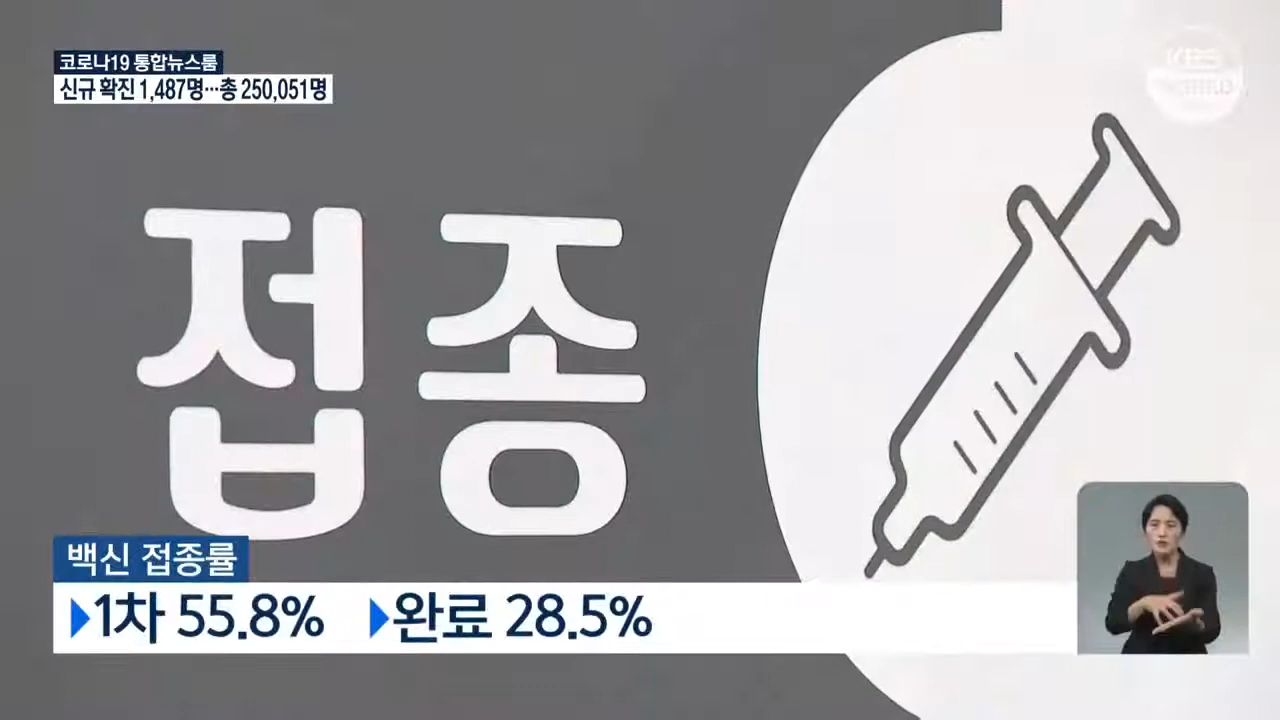 코로나19 통합뉴스룸
신규 확진 1,487명…총 250,051명
KBS
접종
백신 접종률
▶1차 55.8% ▶완료 28.5%